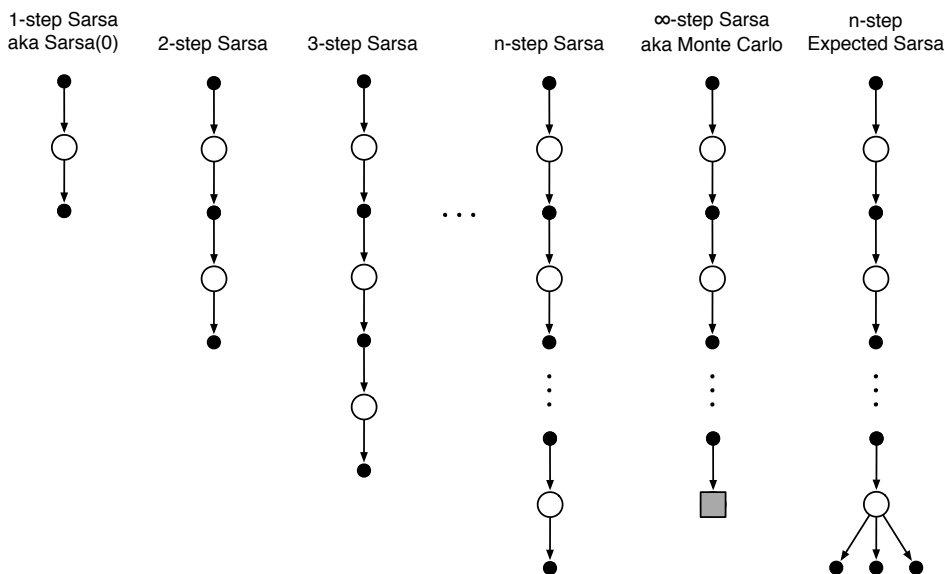 1-step Sarsa
aka Sarsa(0)
2-step Sarsa
3-step Sarsa
n-step Sarsa
∞-step Sarsa
aka Monte Carlo
n-step
Expected Sarsa